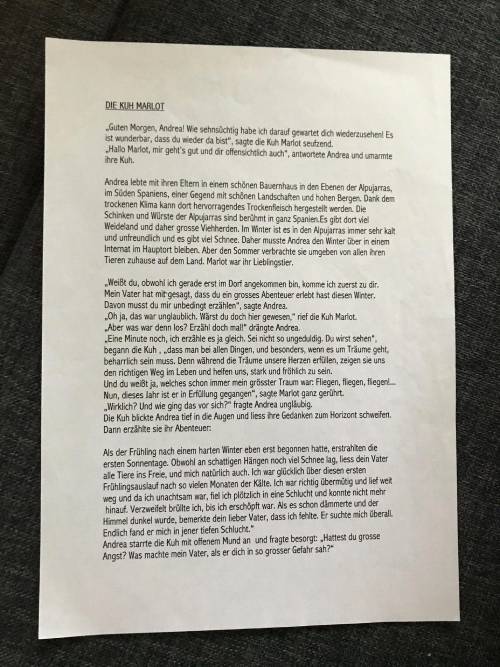 DIE KUH MARLOT
„Guten Morgen, Andrea! Wie sehnsüchtig habe ich darauf gewartet dich wiederzusehen! Es
ist wunderbar, dass du wieder da bist“, sagte die Kuh Marlot seufzend.
„Hallo Marlot, mir geht's gut und dir offensichtlich auch“, antwortete Andrea und umarmte
ihre Kuh.
Andrea lebte mit ihren Eltern in einem schönen Bauernhaus in den Ebenen der Alpujarras,
im Süden Spaniens, einer Gegend mit schönen Landschaften und hohen Bergen. Dank dem
trockenen Klima kann dort hervorragendes Trockenfleisch hergestellt werden. Die
Schinken und Würste der Alpujarras sind berühmt in ganz Spanien.Es gibt dort viel
Weideland und daher grosse Viehherden. Im Winter ist es in den Alpujarras immer sehr kalt
und unfreundlich und es gibt viel Schnee. Daher musste Andrea den Winter über in einem
Internat im Hauptort bleiben. Aber den Sommer verbrachte sie umgeben von allen ihren
Tieren zuhause auf dem Land. Marlot war ihr Lieblingstier.
„Weißt du, obwohl ich gerade erst im Dorf angekommen bin, komme ich zuerst zu dir.
Mein Vater hat mit gesagt, dass du ein grosses Abenteuer erlebt hast diesen Winter.
Davon musst du mir unbedingt erzählen“, sagte Andrea.
„Oh ja, das war unglaublich. Wärst du doch hier gewesen,“ rief die Kuh Marlot.
„Aber was war denn los? Erzähl doch mal!“ drängte Andrea.
„Eine Minute noch, ich erzähle es ja gleich. Sei nicht so ungeduldig. Du wirst sehen“,
begann die Kuh , „dass man bei allen Dingen, und besonders, wenn es um Träume geht,
beharrlich sein muss. Denn während die Träume unsere Herzen erfüllen, zeigen sie uns
den richtigen Weg im Leben und helfen uns, stark und fröhlich zu sein.
Und du weißt ja, welches schon immer mein grösster Traum war: Fliegen, fliegen, fliegen!...
Nun, dieses Jahr ist er in Erfüllung gegangen“, sagte Marlot ganz gerührt.
„Wirklich? Und wie ging das vor sich?“ fragte Andrea ungläubig.
Die Kuh blickte Andrea tief in die Augen und liess ihre Gedanken zum Horizont schweifen.
Dann erzählte sie ihr Abenteuer:
Als der Frühling nach einem harten Winter eben erst begonnen hatte, erstrahlten die
ersten Sonnentage. Obwohl an schattigen Hängen noch viel Schnee lag, liess dein Vater
alle Tiere ins Freie, und mich natürlich auch. Ich war glücklich über diesen ersten
Frühlingsauslauf nach so vielen Monaten der Kälte. Ich war richtig übermütig und lief weit
weg und da ich unachtsam war, fiel ich plötzlich in eine Schlucht und konnte nicht mehr
hinauf. Verzweifelt brüllte ich, bis ich erschöpft war. Als es schon dämmerte und der
Himmel dunkel wurde, bemerkte dein lieber Vater, dass ich fehlte. Er suchte mich überall.
Endlich fand er mich in jener tiefen Schlucht.“
Andrea starrte die Kuh mit offenem Mund an und fragte besorgt: „Hattest du grosse
Angst? Was machte mein Vater, als er dich in so grosser Gefahr sah?“